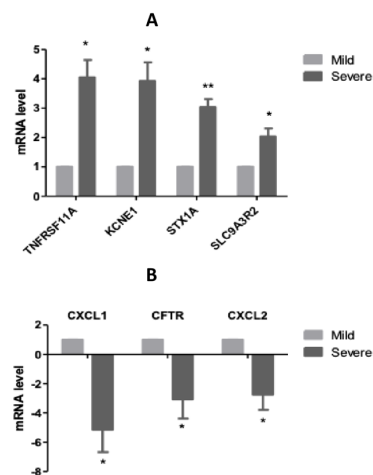 A
mRNA level
5
4
3
2
1
0
*
*
**
*
Mild
Severe
TNFRSF11A
KCNE1
STX1A
SLC9A3R2
B
CXCL1
CFTR
CXCL2
mRNA level
2
0
-2
-4
-6
-8
*
*
*
Mild
Severe